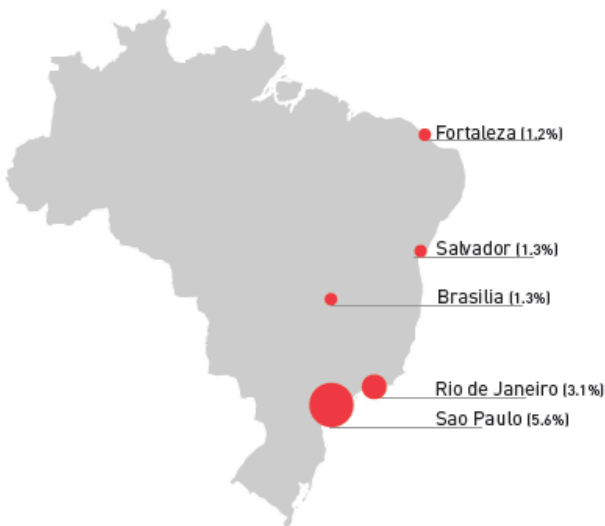 Fortaleza (1.2%)
Salvador (1.3%)
Brasilia (1.3%)
Rio de Janeiro (3.1%)
Sao Paulo (5.6%)